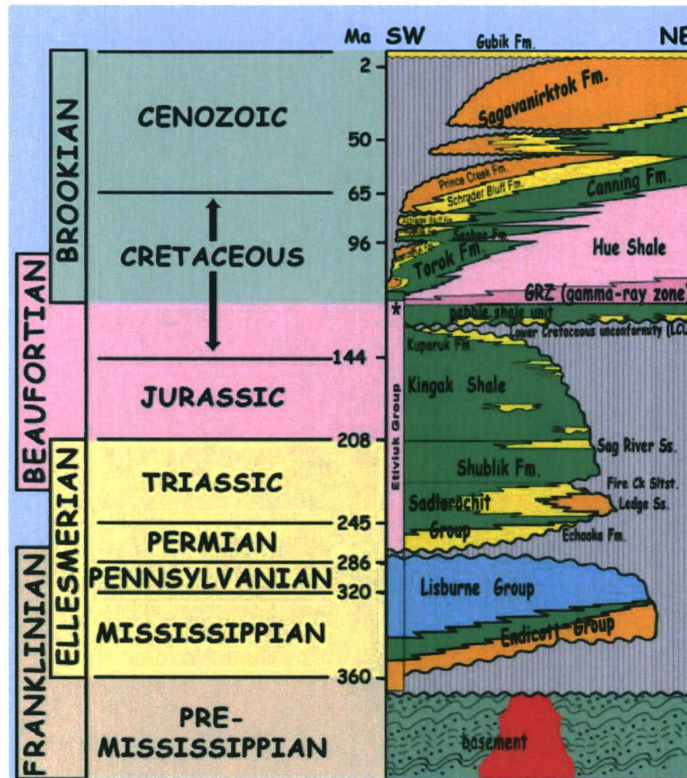 Ma
SW
NE
Gubik Fm.
2
Sagavanirktok Fm.
CENOZOIC
50
Prince Creek Fm.
65
Schrader Bluff Fm.
Canning Fm.
BROOKIAN
96
Seabee Fm.
Hue Shale
CRETACEOUS
Torok Fm.
GRZ (gamma-ray zone)
*
pebble shale unit
Lower Cretaceous unconformity (LCU
Kuparuk Fm.
144
BEAUFORTIAN
Kingak Shale
JURASSIC
Etivluk Group
208
Sag River Ss.
Shublik Fm.
TRIASSIC
Fire Ck Sltst.
Sadlerochit
Ledge Ss.
245
Group
Echooka Fm.
PERMIAN
286
ELLESMERIAN
PENNSYLVANIAN
Lisburne Group
320
MISSISSIPPIAN
Endicott Group
360
FRANKLINIAN
PRE-
MISSISSIPPIAN
basement